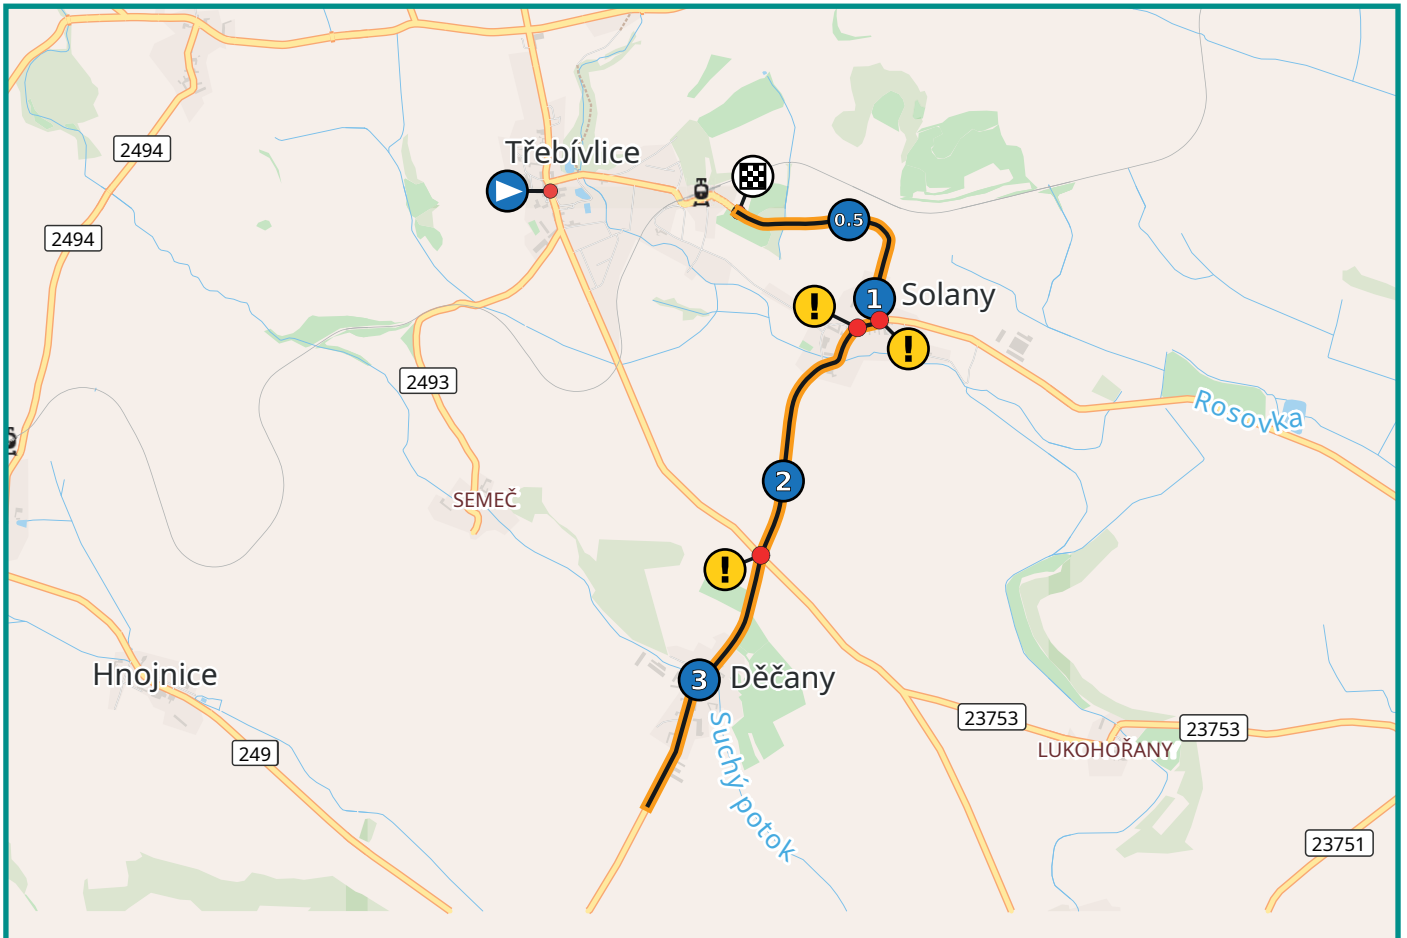 2494
Třebívlice
2494
0.5
1
Solany
!
!
2493
Rosovka
2
SEMEČ
!
Hnojnice
3
Děčany
23753
23753
Suchý potok
LUKOHOŘANY
249
23751